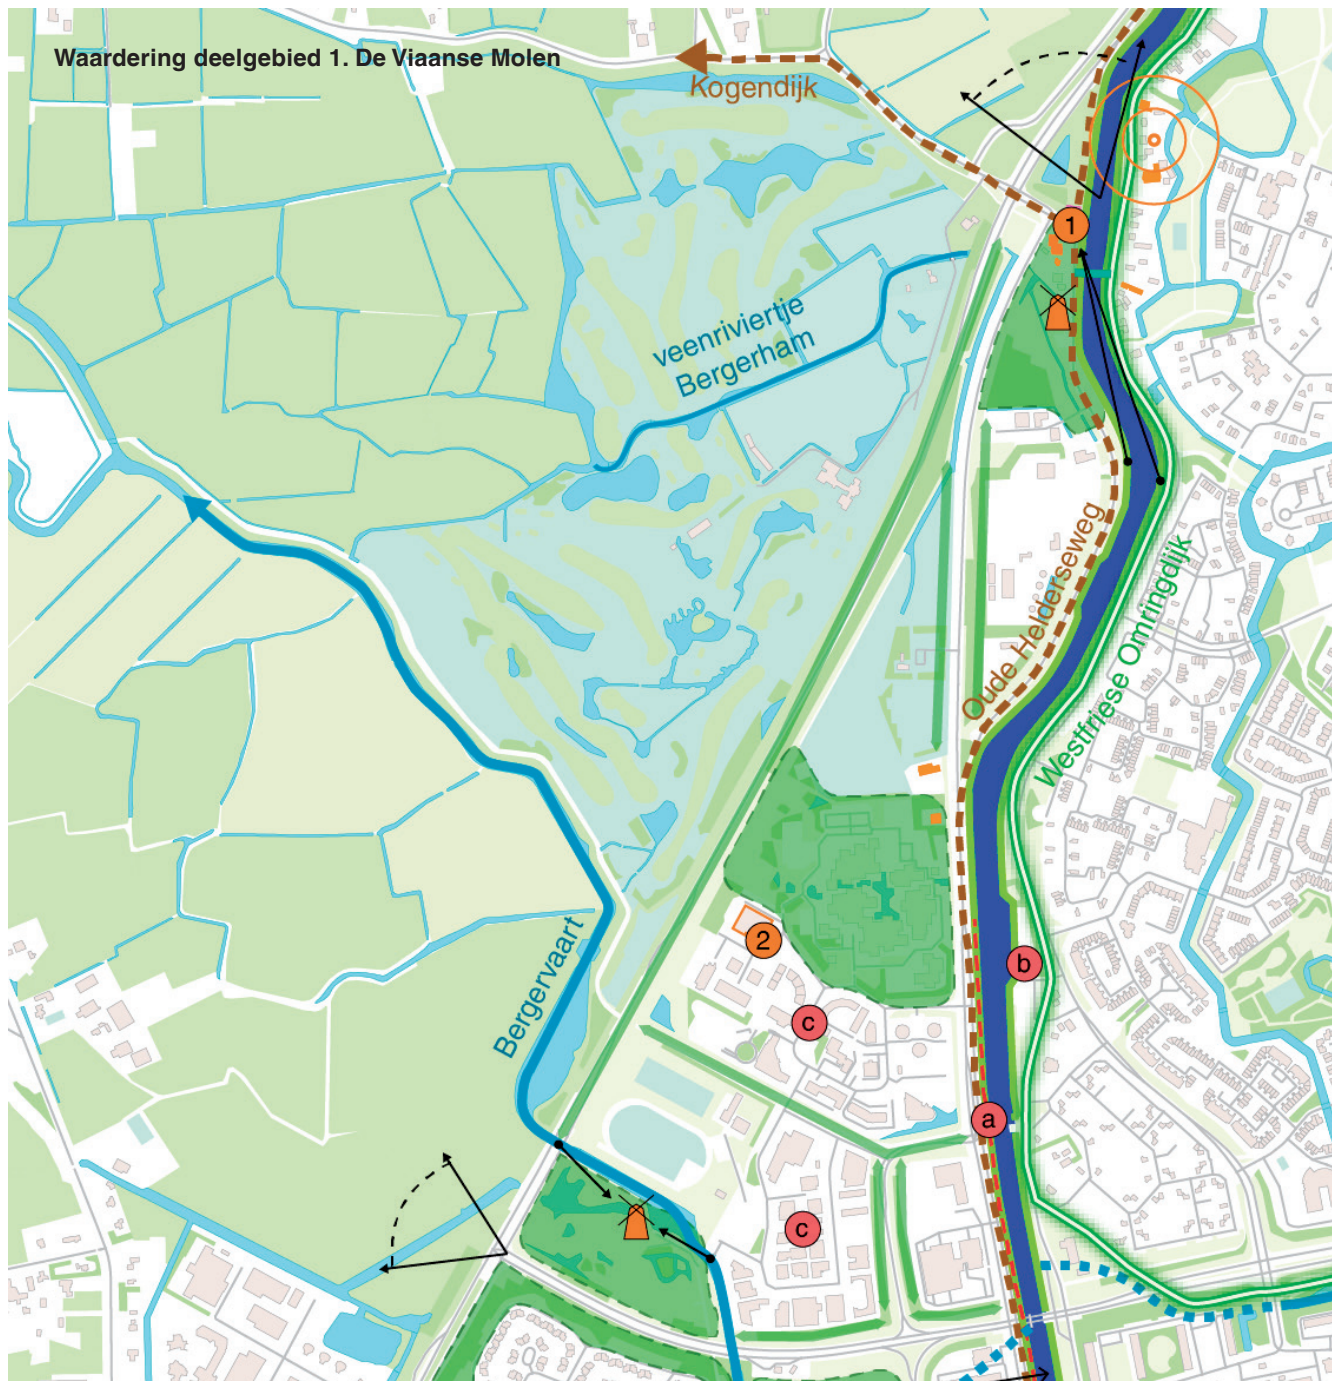 Waardering deelgebied 1. De Viaanse Molen
Kogendijk
1
veenriviertje
Bergerham
Oude Helderseweg
Westfriese Omringdijk
2
Bergervaart
b
c
a
c